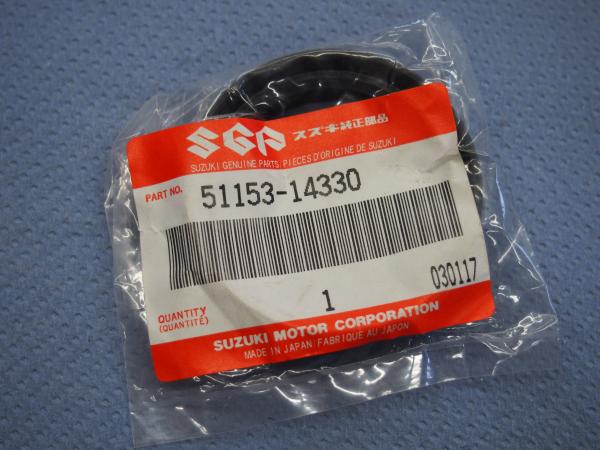 SGP スズキ純正部品
SUZUKI GENUINE PARTS/PIECES D'ORIGINE DE SUZUKI
PART NO. 51153-14330
030117
QUANTITY 1
(QUANTITÉ)
SUZUKI MOTOR CORPORATION
MADE IN JAPAN/FABRIQUE AU JAPON